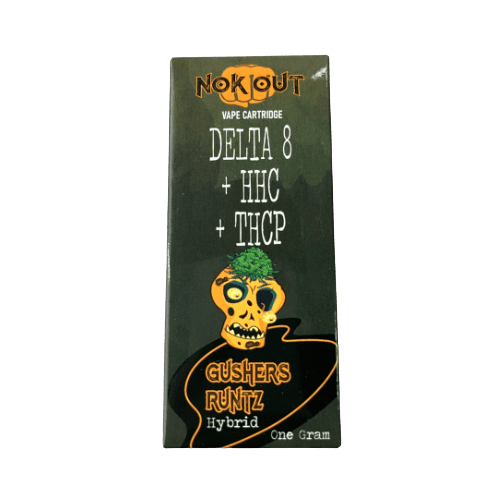 NOKOUT
VAPE CARTRIDGE
DELTA 8
+ HHC
+ THCP
GUSHERS
RUNTZ
Hybrid
One Gram